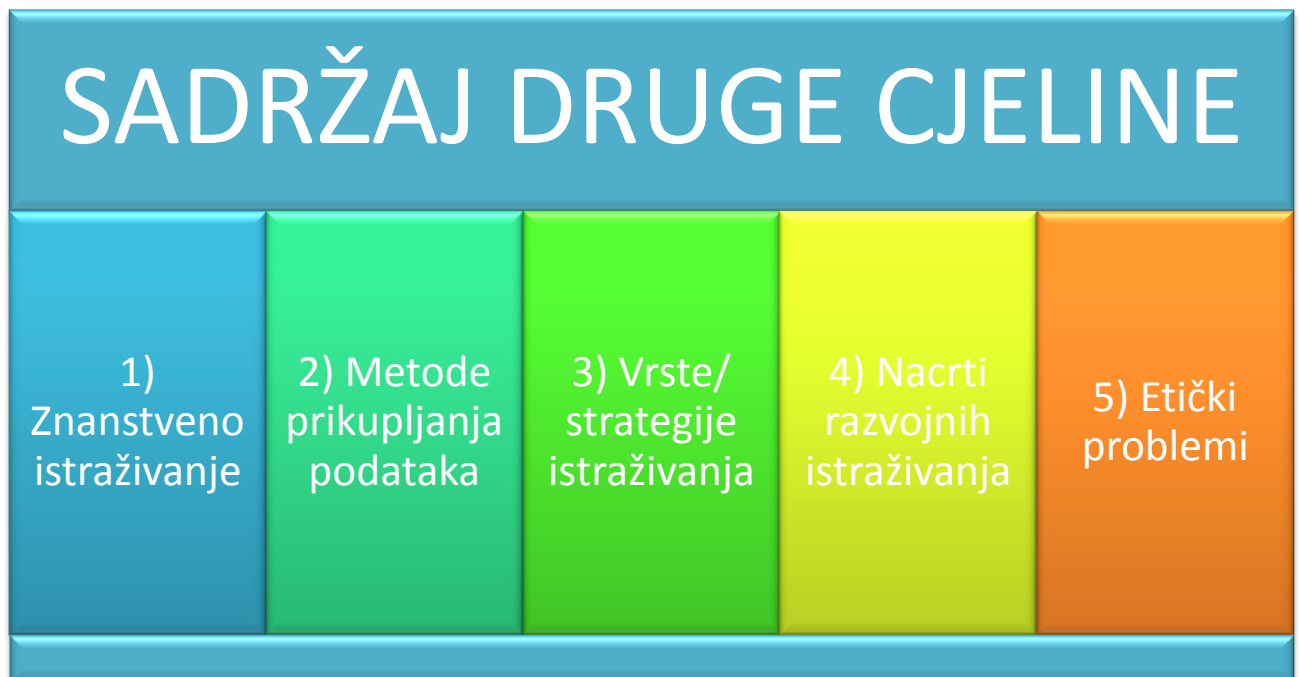 SADRŽAJ DRUGE CJELINE
1)
Znanstveno
istraživanje
2) Metode
prikupljanja
podataka
3) Vrste/
strategije
istraživanja
4) Nacrti
razvojnih
istraživanja
5) Etički
problemi